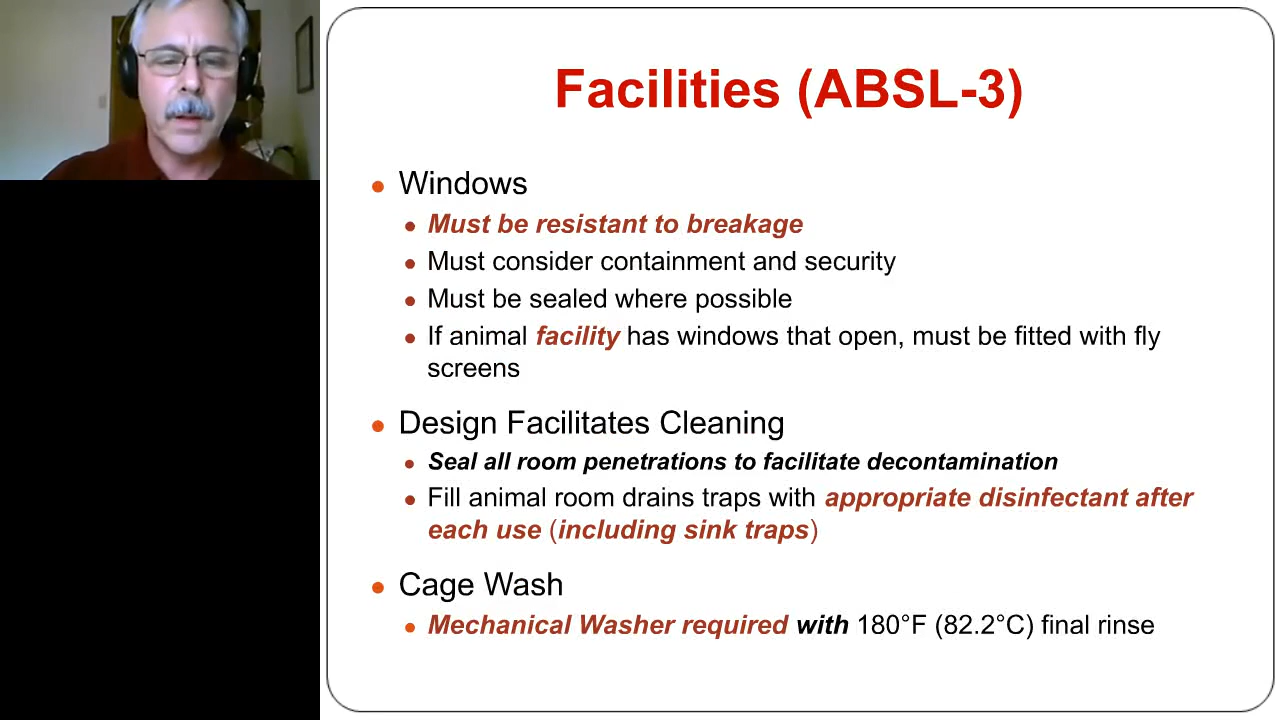 Facilities (ABSL-3)
Windows
Must be resistant to breakage
Must consider containment and security
Must be sealed where possible
If animal facility has windows that open, must be fitted with fly
screens
Design Facilitates Cleaning
Seal all room penetrations to facilitate decontamination
Fill animal room drains traps with appropriate disinfectant after
each use (including sink traps)
Cage Wash
Mechanical Washer required with 180°F (82.2°C) final rinse